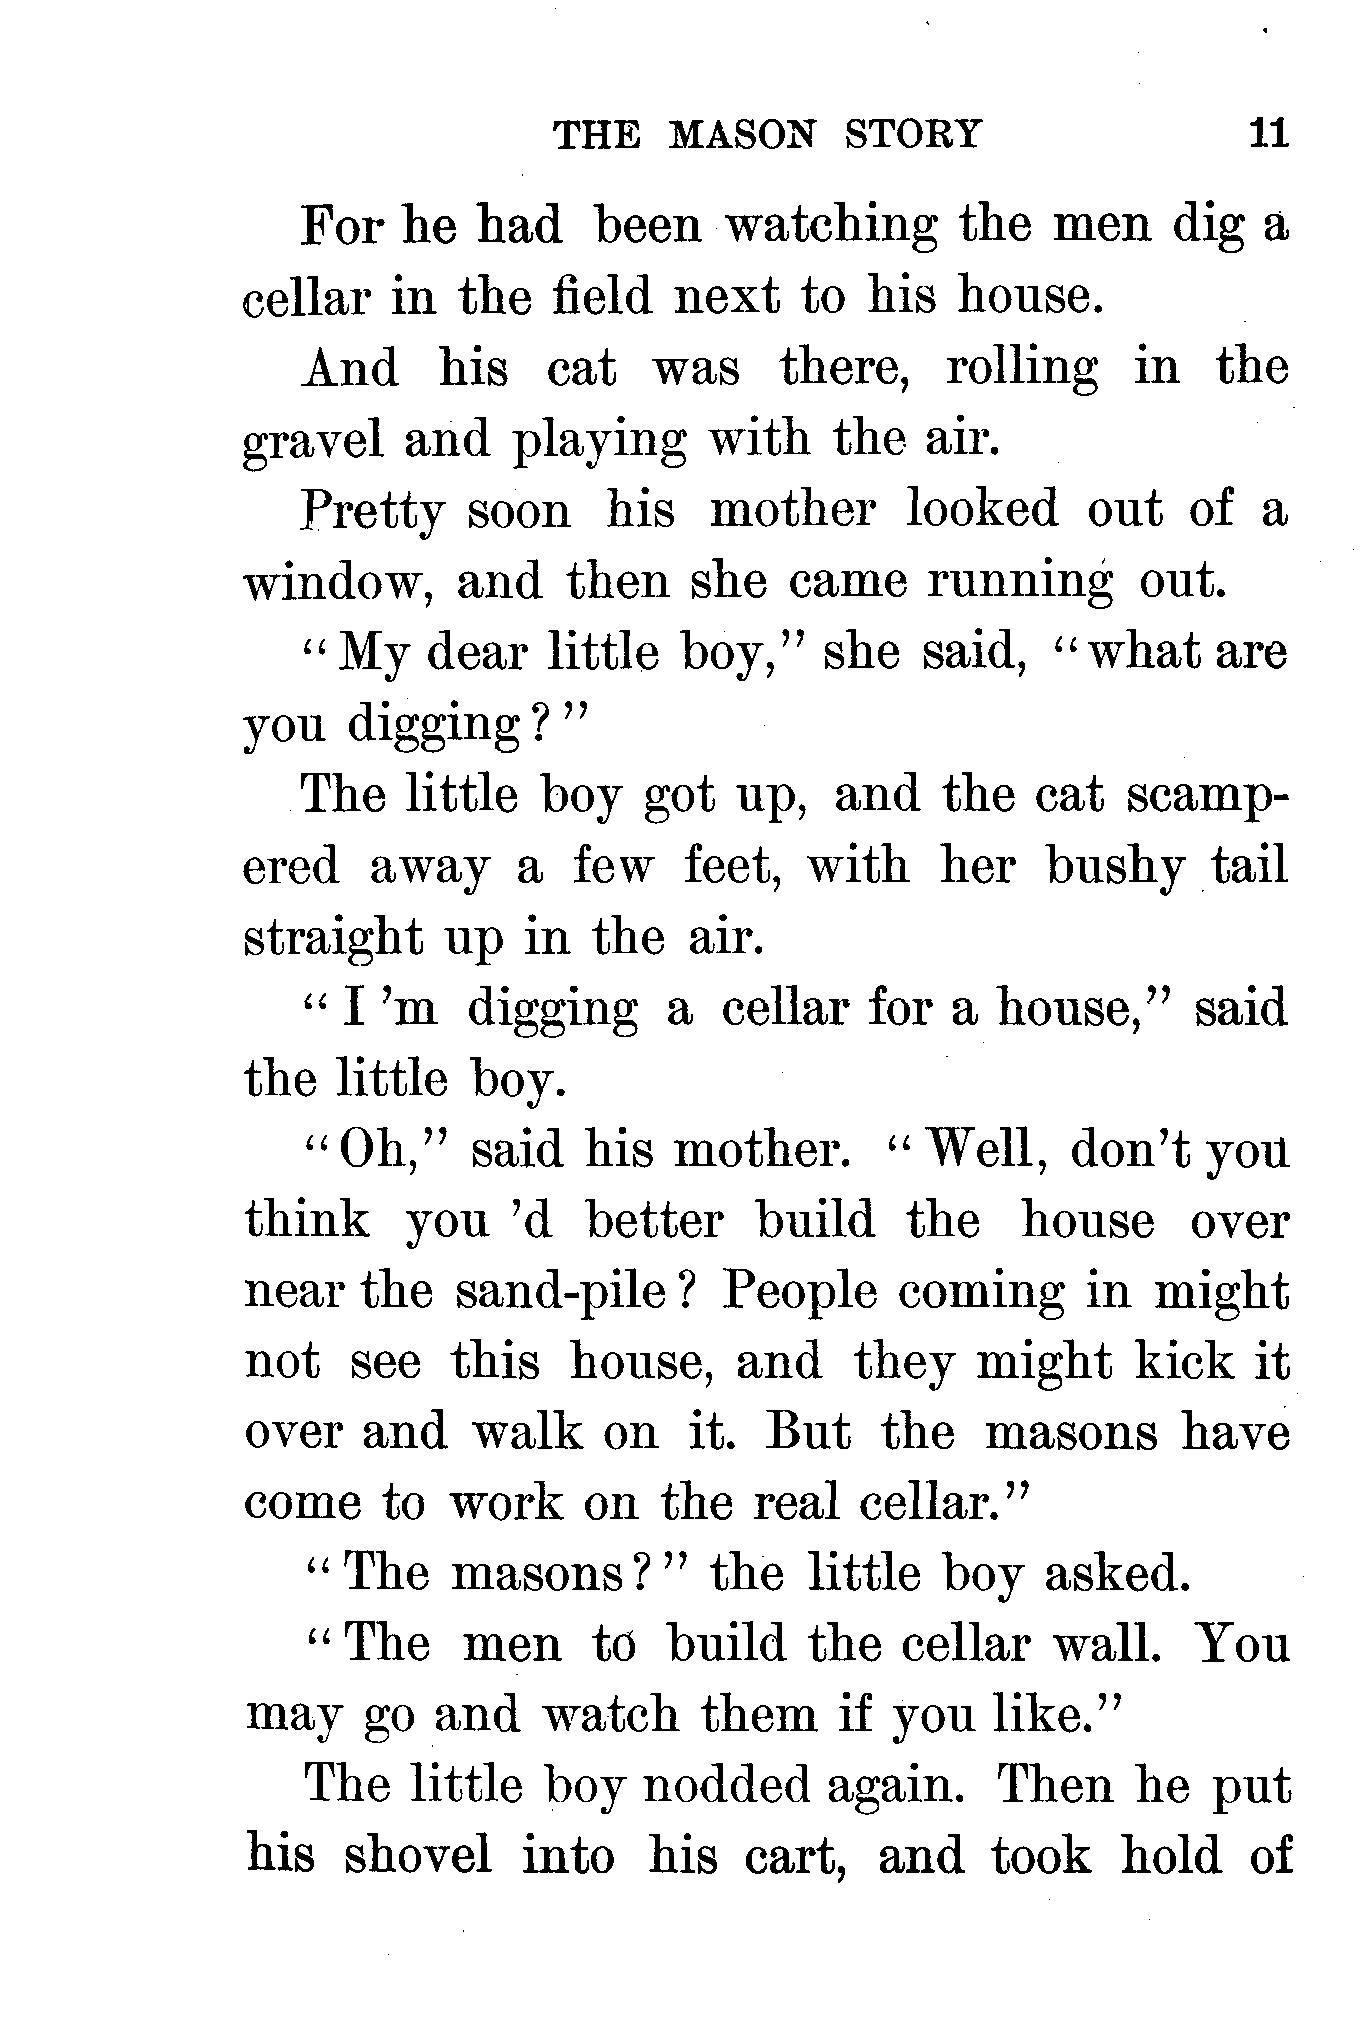 THE MASON STORY 11
For he had been watching the men dig a
cellar in the field next to his house.
And his cat was there, rolling in the
gravel and playing with the air.
Pretty soon his mother looked out of a
window, and then she came running out.
“My dear little boy,” she said, “what are
you digging?”
The little boy got up, and the cat scamp-
ered away a few feet, with her bushy tail
straight up in the air.
“I 'm digging a cellar for a house,” said
the little boy.
“Oh,” said his mother. “Well, don't you
think you 'd better build the house over
near the sand-pile? People coming in might
not see this house, and they might kick it
over and walk on it. But the masons have
come to work on the real cellar.”
“The masons?” the little boy asked.
“The men to build the cellar wall. You
may go and watch them if you like.”
The little boy nodded again. Then he put
his shovel into his cart, and took hold of